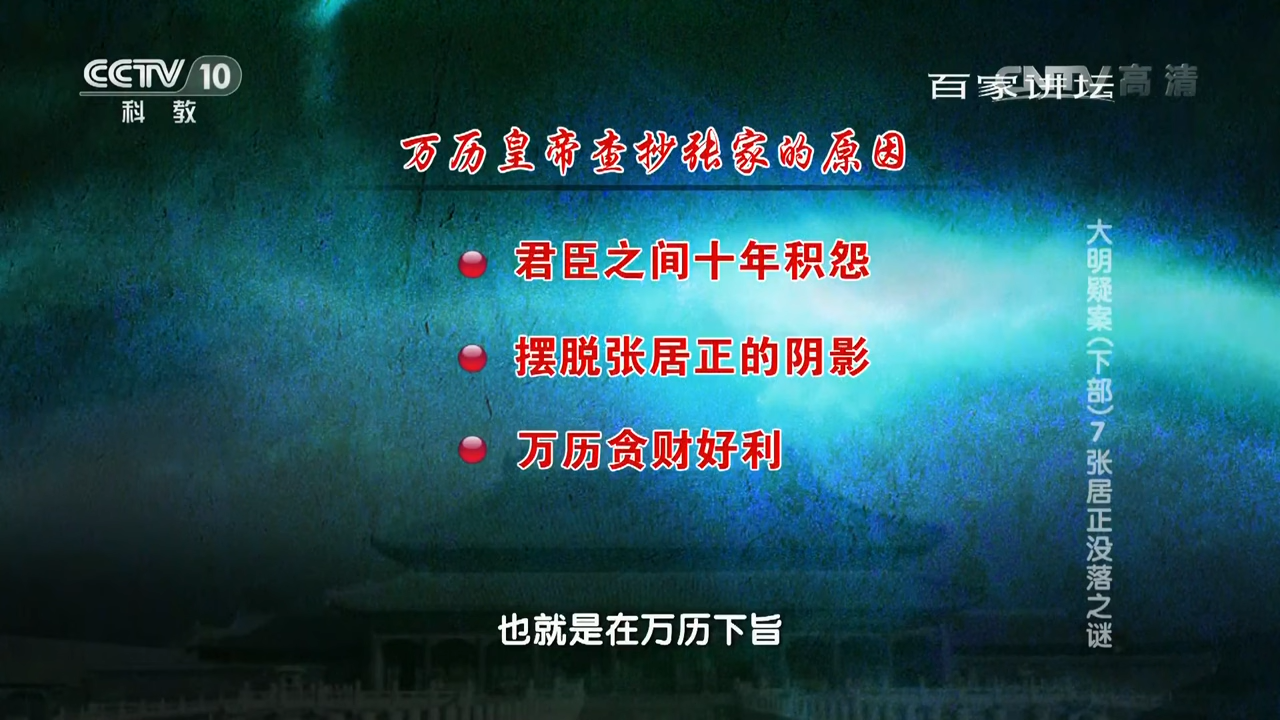 CCTV 10
科教
百家讲坛
CNTV高清
万历皇帝查抄张家的原因
君臣之间十年积怨
摆脱张居正的阴影
万历贪财好利
大明疑案(下部)7张居正没落之谜
也就是在万历下旨